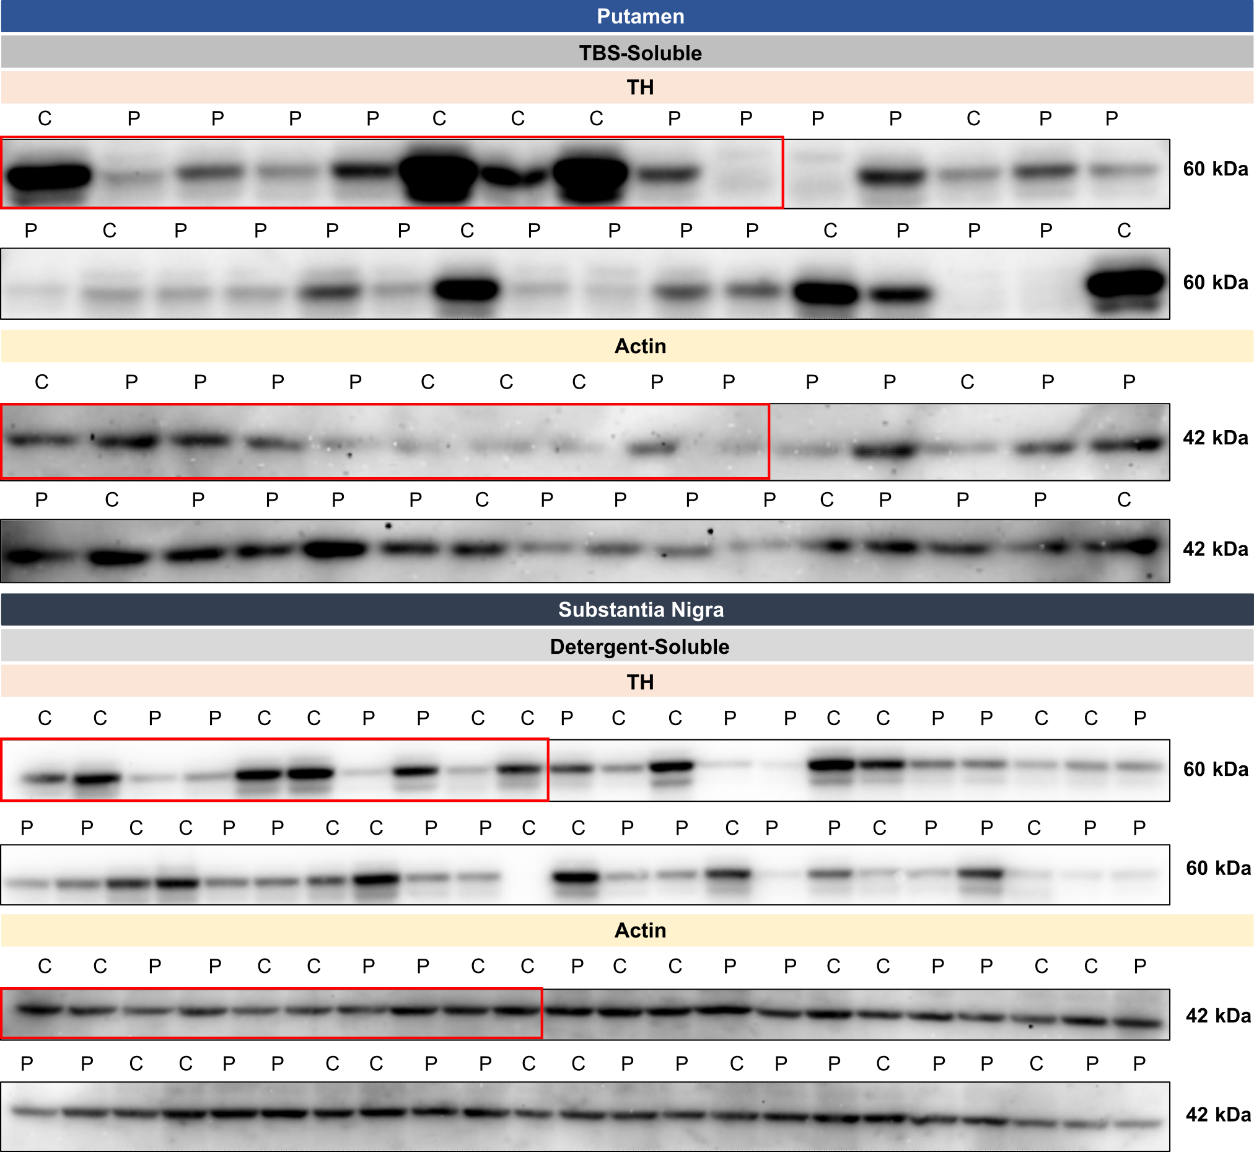 Putamen
TBS-Soluble
TH
C P P P P C C C P P P P C P P
60 kDa
P C P P P P C P P P P C P P P C
60 kDa
Actin
C P P P P C C C P P P P C P P
42 kDa
P C P P P P C P P P P C P P P C
42 kDa
Substantia Nigra
Detergent-Soluble
TH
C C P P C C P P C C P C C P P C C P P C C P
60 kDa
P P C C P P C C P P C C P P C P P C P P C P P
60 kDa
Actin
C C P P C C P P C C P C C P P C C P P C C P
42 kDa
P P C C P P C C P P C C P P C P P C P P C P P
42 kDa